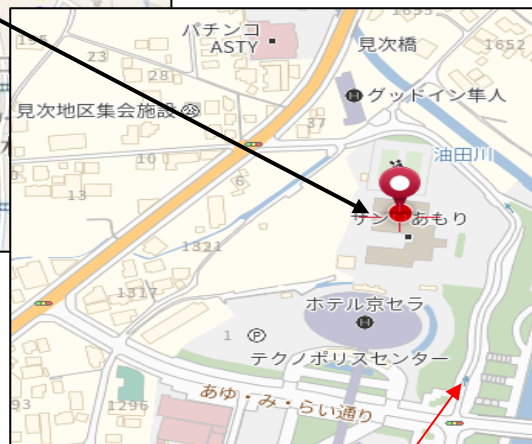 195
23
パチンコ
ASTY
見次橋
1652
28
グッドイン隼人
見次地区集会施設
37
油田川
10
6
13
サン・あもり
1321
1317
ホテル京セラ
1
P
テクノポリスセンター
あゆ・み・らい通り
1296